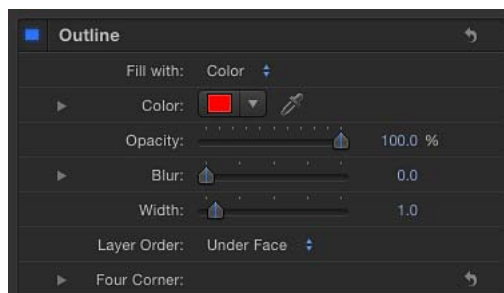 Outline
Fill with: Color
Color:
Opacity: 100.0 %
Blur: 0.0
Width: 1.0
Layer Order: Under Face
Four Corner: